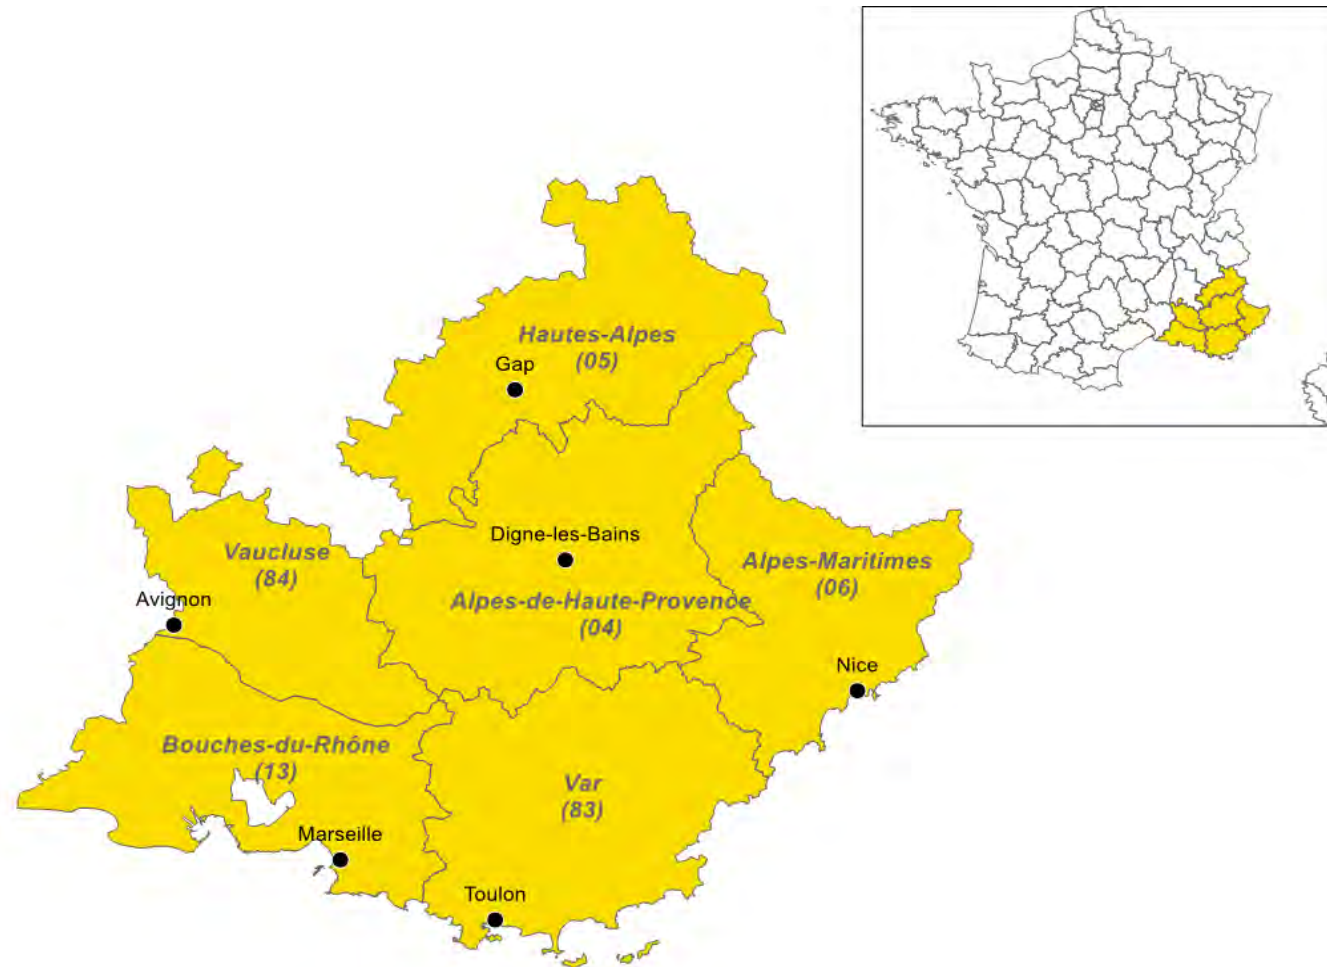 Hautes-Alpes
(05)
Gap
Digne-les-Bains
Vaucluse
(84)
Alpes-Maritimes
(06)
Avignon
Alpes-de-Haute-Provence
(04)
Nice
Bouches-du-Rhône
(13)
Var
(83)
Marseille
Toulon